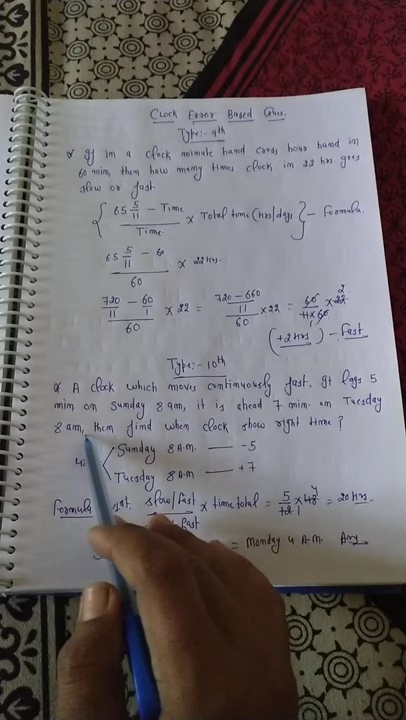 Clock Error Based Ques.
Type:- 9th
If in a clock minute hand cross hour hand in
60 min, then how many times clock in 22 hrs goes
slow or fast.
{ (65 5/11 - Time) / Time × Total time (hrs/days) } - Formula
(65 5/11 - 60) / 60 × 22 hrs.
(720/11 - 60/1) / 60 × 22 = ((720-660)/11) / 60 × 22 = 60/(11×60) × 22 2
(+2 hrs) - Fast
Type:- 10th
A clock which moves continuously fast. It lags 5
min on Sunday 8 am, it is ahead 7 min on Tuesday
8 am, then find when clock show right time?
Sunday 8 A.M. — -5
Tuesday 8 A.M — +7
Formula 1st. slow/fast × time total = 5/12 1 × 48 4 = 20 hrs.
fast
= Monday 4 A.M. Ans